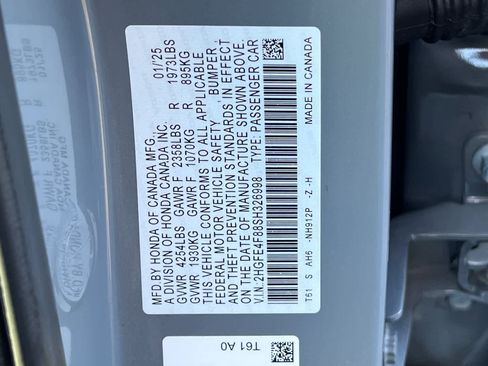 MFD.BY HONDA OF CANADA MFG., 01/25
A DIVISION OF HONDA CANADA INC.
GVWR 4254LBS GAWR F 2358LBS R 1973LBS
GVWR 1930KG GAWR F 1070KG R 895KG
THIS VEHICLE CONFORMS TO ALL APPLICABLE
FEDERAL MOTOR VEHICLE SAFETY, BUMPER,
AND THEFT PREVENTION STANDARDS IN EFFECT
ON THE DATE OF MANUFACTURE SHOWN ABOVE.
V.I.N: 2HGFE4F88SH326998 TYPE: PASSENGER CAR
T61 S AH6 -NH912P -Z -H MADE IN CANADA
T61 A0